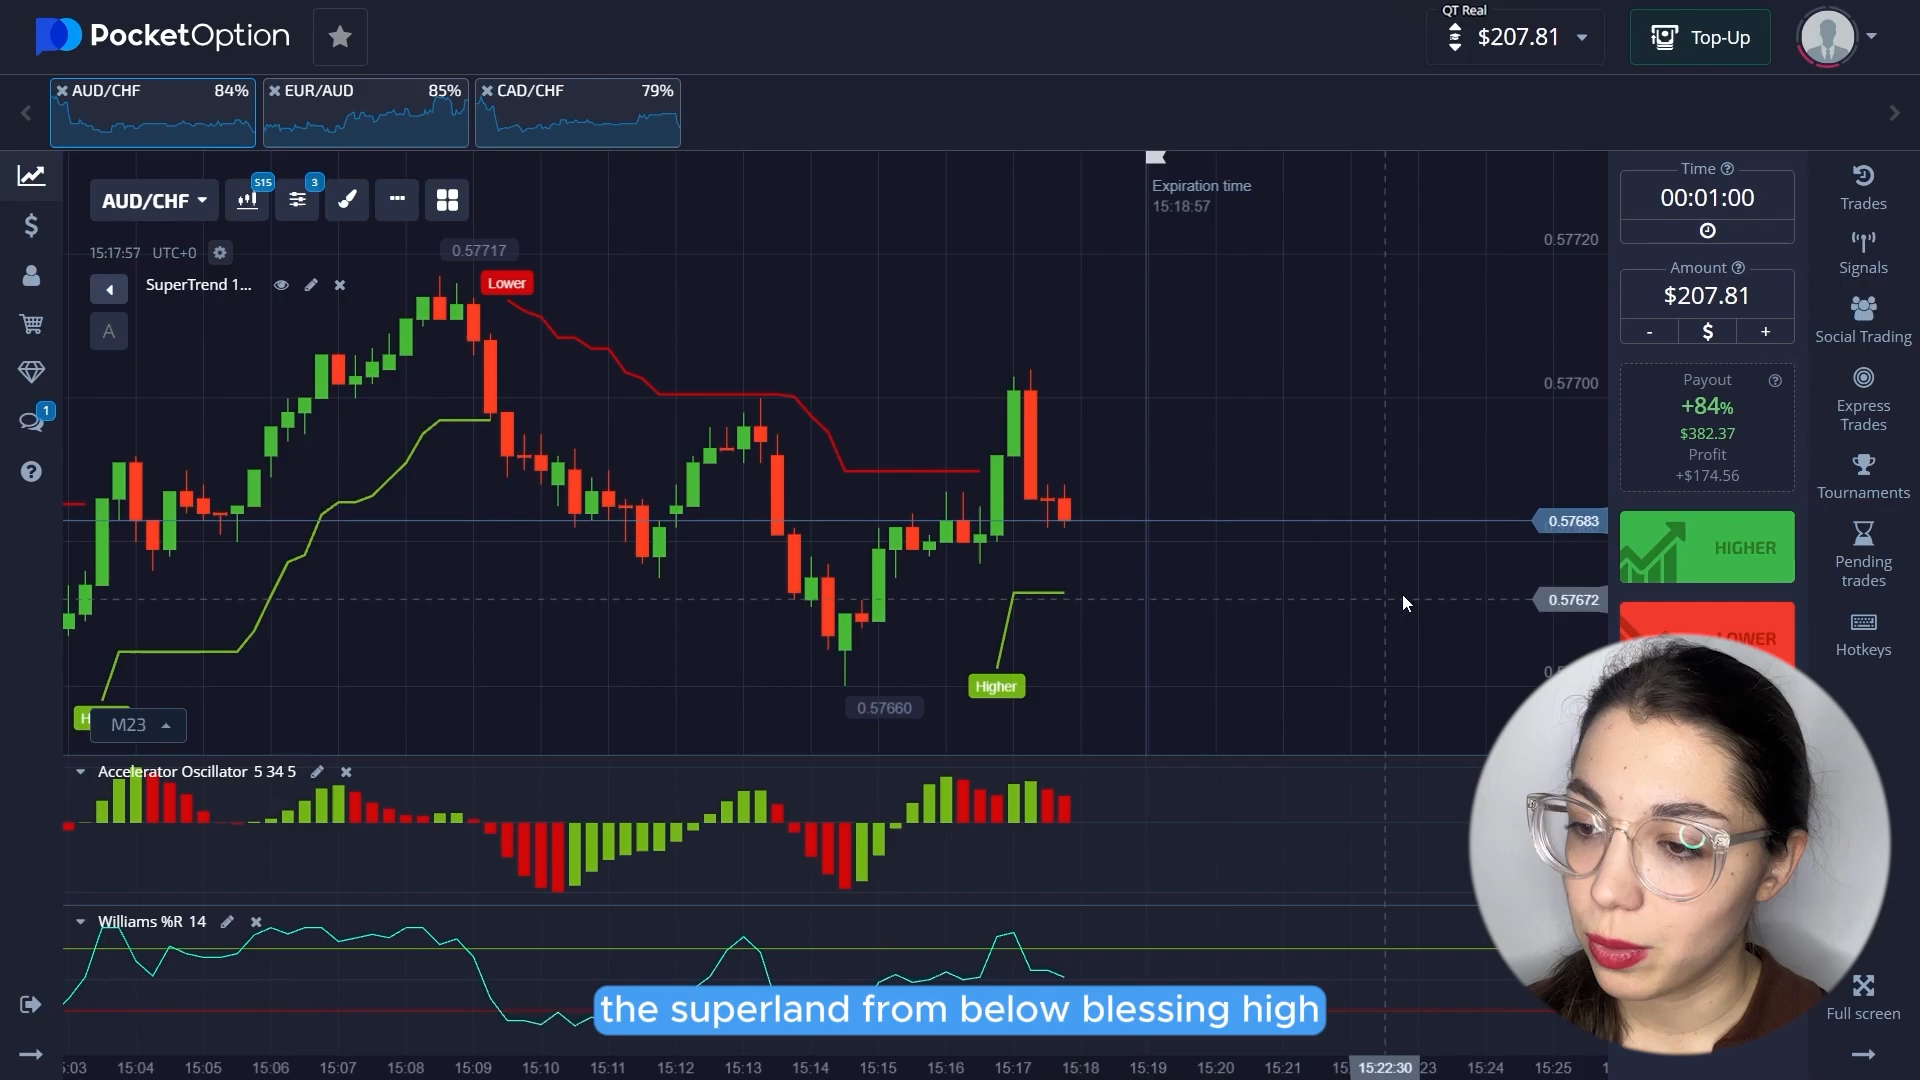 PocketOption
QT Real
$207.81
Top-Up
AUD/CHF 84%
EUR/AUD 85%
CAD/CHF 79%
AUD/CHF
S15
3
15:17:57 UTC+0
SuperTrend 1...
A
0.57717
Lower
Expiration time
15:18:57
0.57720
0.57700
0.57683
0.57672
0.57660
Higher
M23
Accelerator Oscillator 5 34 5
Williams %R 14
the superland from below blessing high
5:03 15:04 15:05 15:06 15:07 15:08 15:09 15:10 15:11 15:12 15:13 15:14 15:15 15:16 15:17 15:18 15:19 15:20 15:21 15:22:30 23 15:24 15:25
1
Time
00:01:00
Amount
$207.81
- $ +
Payout
+84%
$382.37
Profit
+$174.56
HIGHER
LOWER
Trades
Signals
Social Trading
Express
Trades
Tournaments
Pending
trades
Hotkeys
Full screen